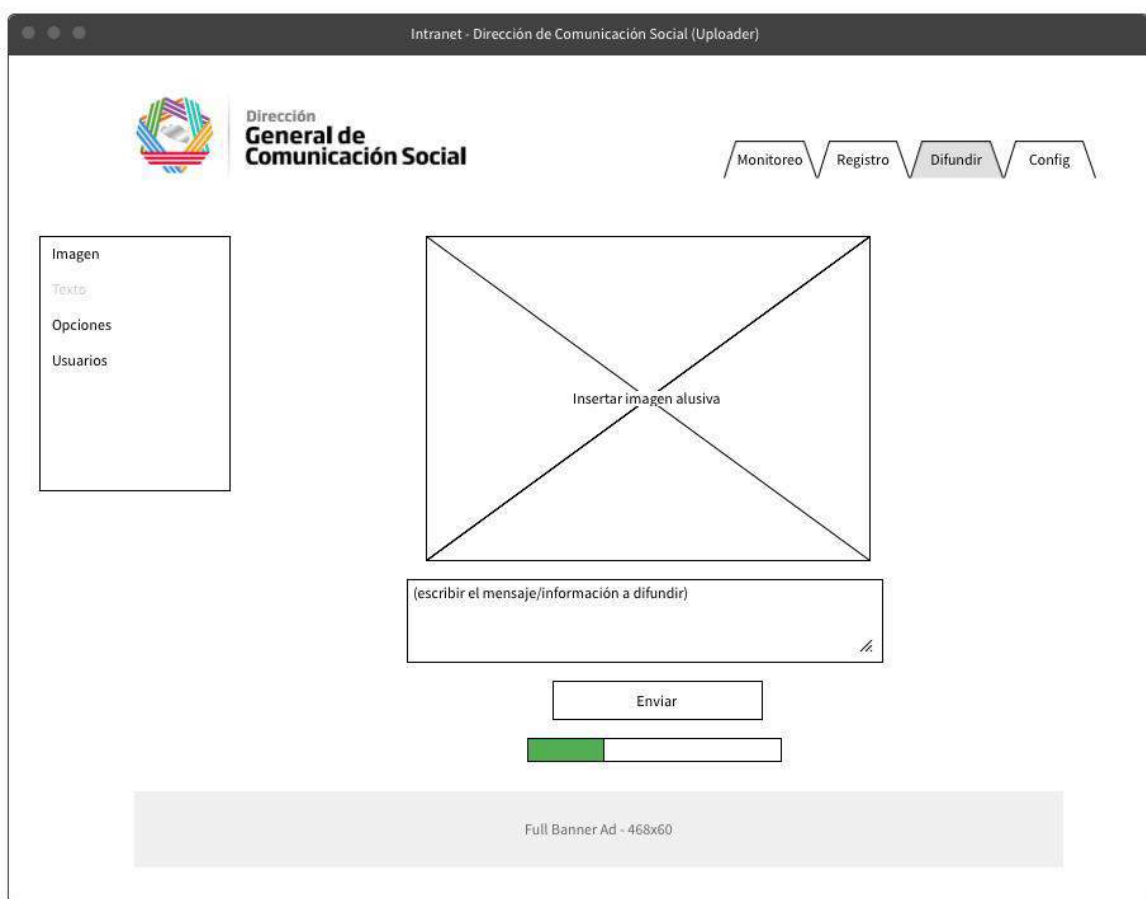 Intranet - Dirección de Comunicación Social (Uploader)
Dirección
General de
Comunicación Social
Monitoreo
Registro
Difundir
Config
Imagen
Texto
Opciones
Usuarios
Insertar imagen alusiva
(escribir el mensaje/información a difundir)
Enviar
Full Banner Ad - 468x60